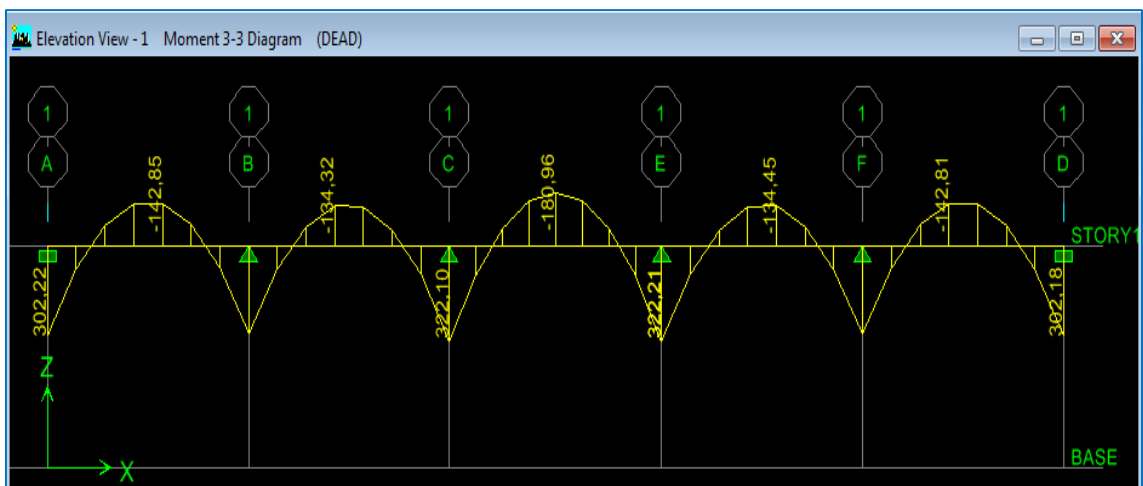 Elevation View - 1 Moment 3-3 Diagram (DEAD)
1 1 1 1 1 1
A B C E F D
-142,85 -134,32 -180,96 -134,45 -142,81
STORY1
302,22 322,10 322,21 302,18
Z
X
BASE